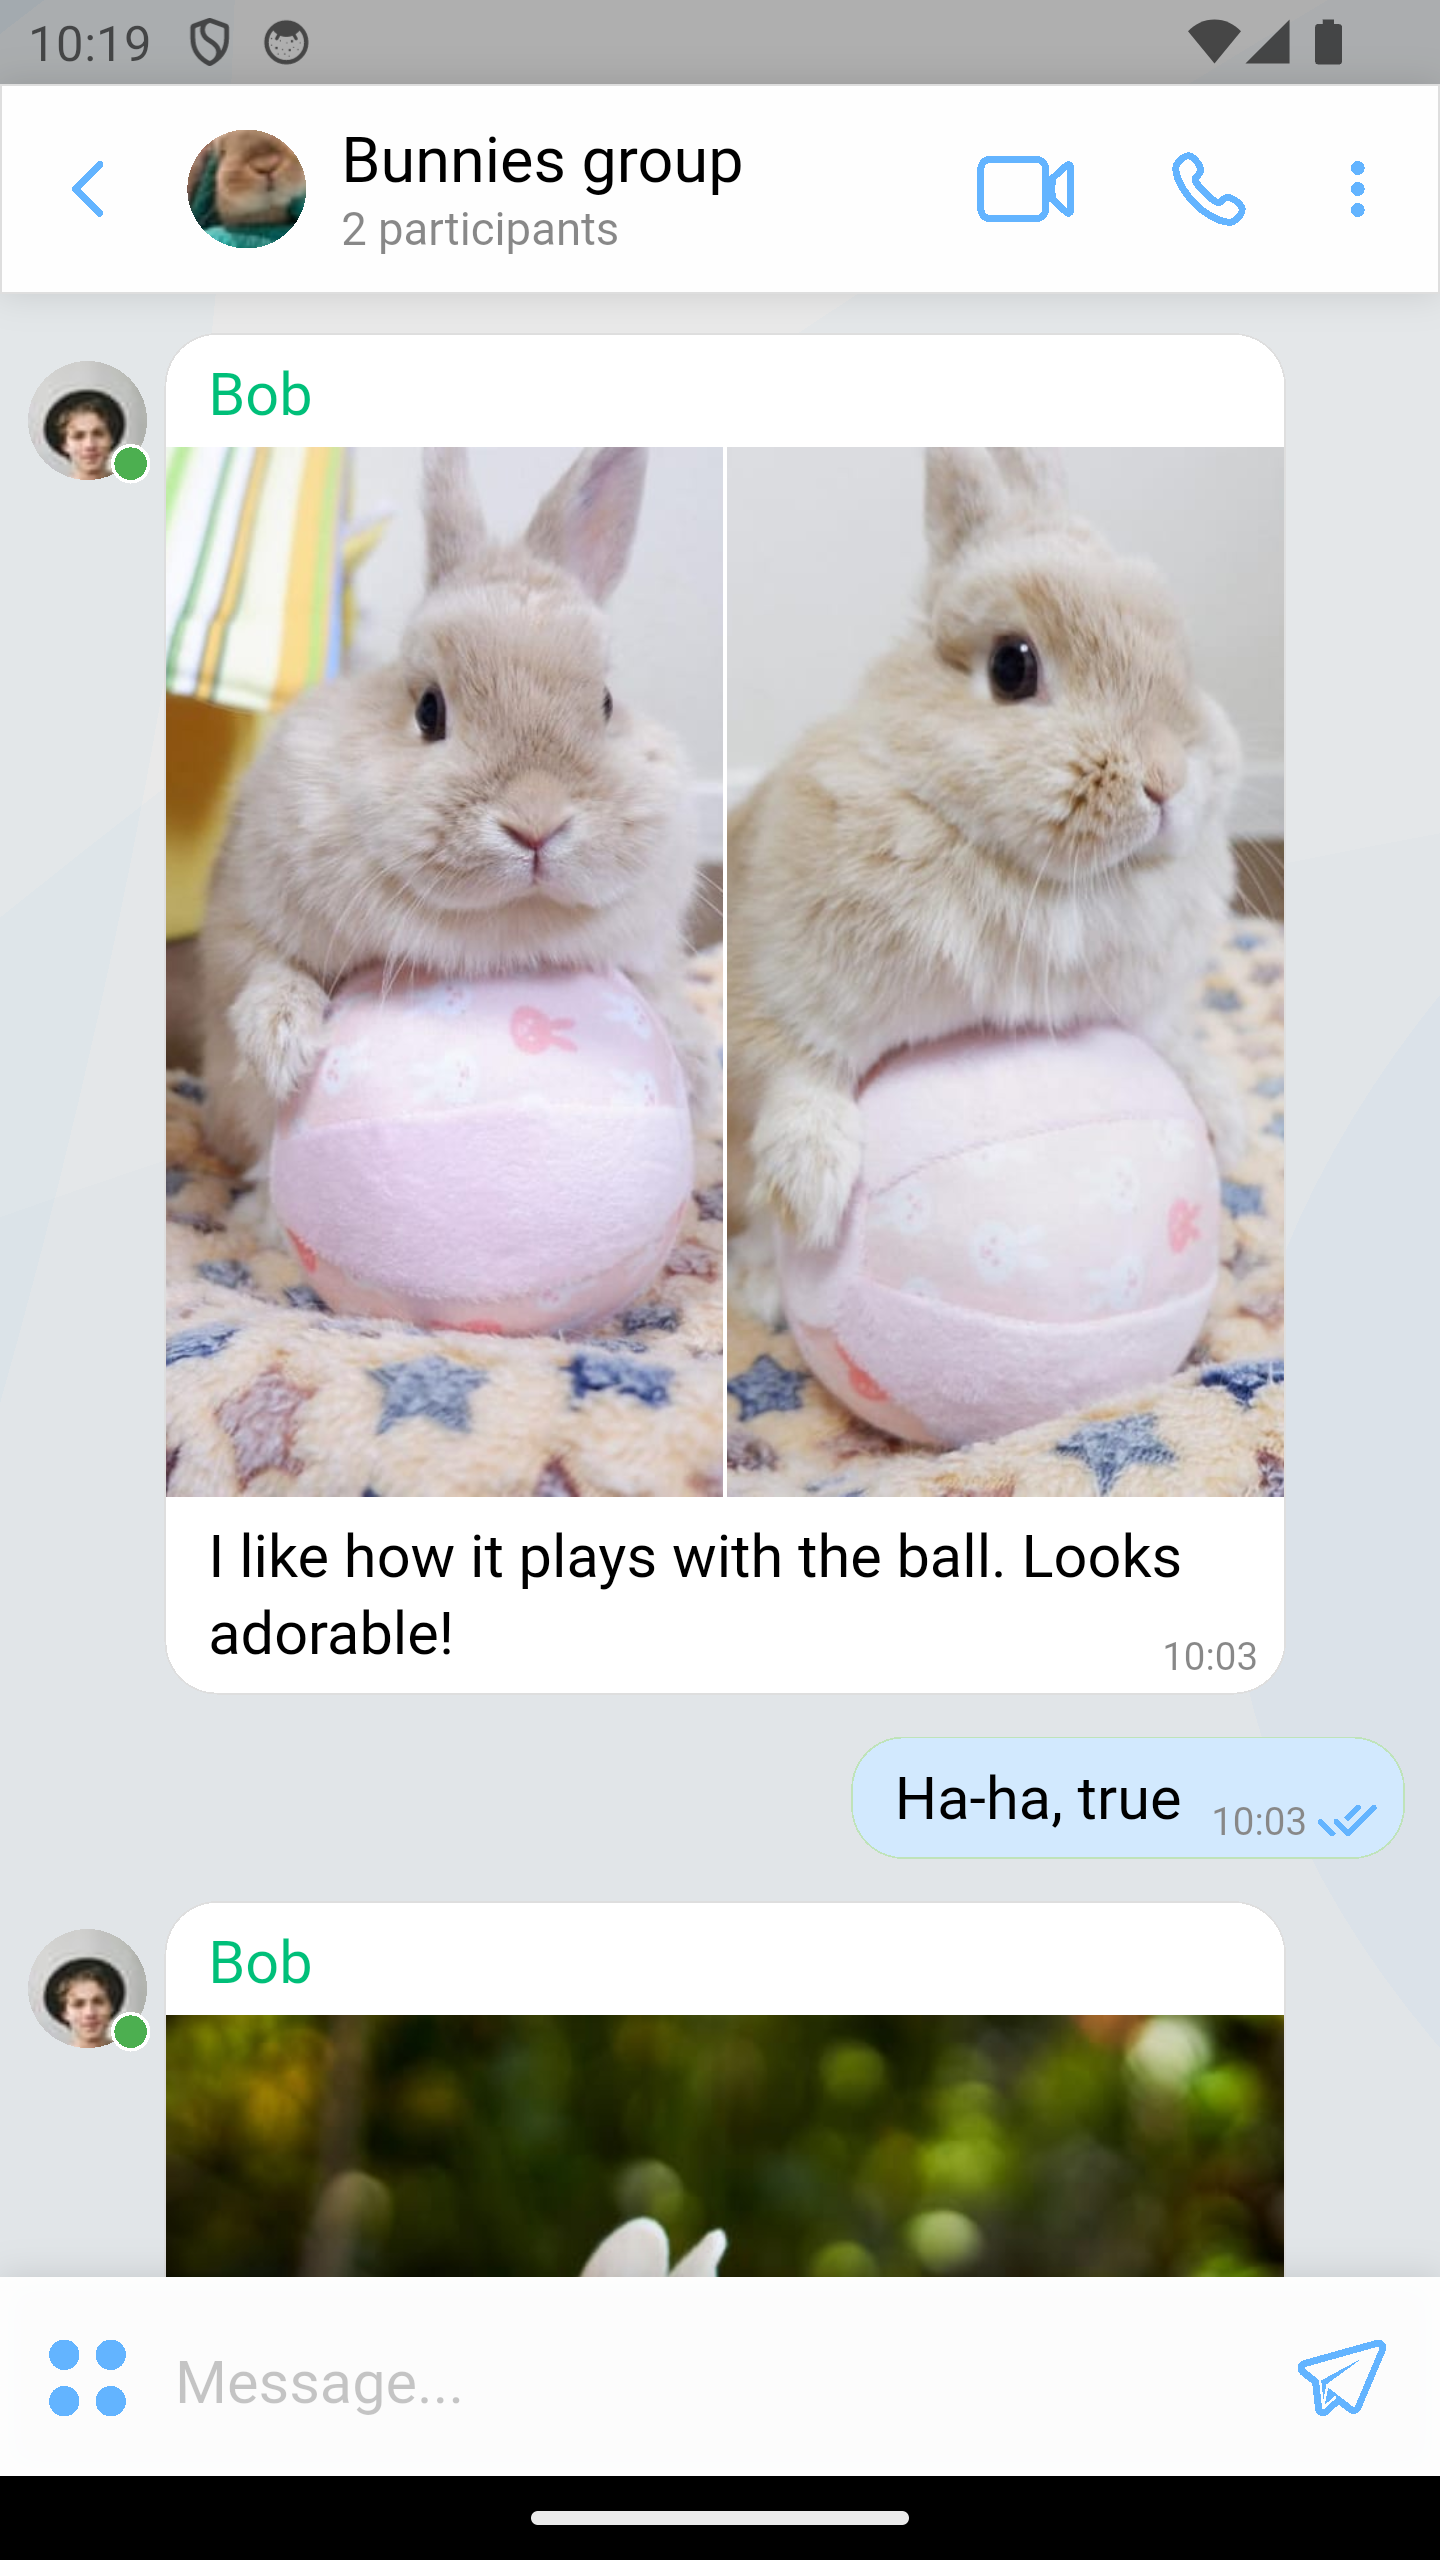 10:19
Bunnies group
2 participants
Bob
I like how it plays with the ball. Looks
adorable!
10:03
Ha-ha, true 10:03
Bob
Message...